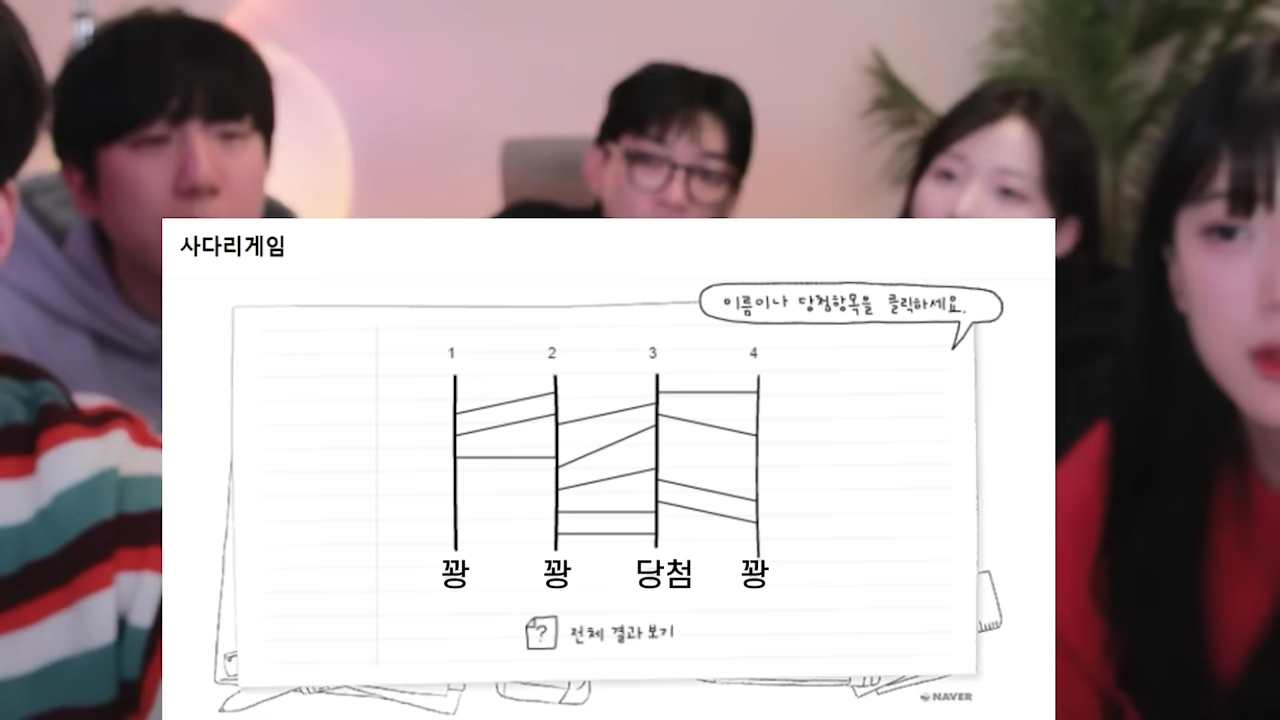 사다리게임
이름이나 당첨항목을 클릭하세요.
1 2 3 4
꽝 꽝 당첨 꽝
? 전체 결과보기
NAVER